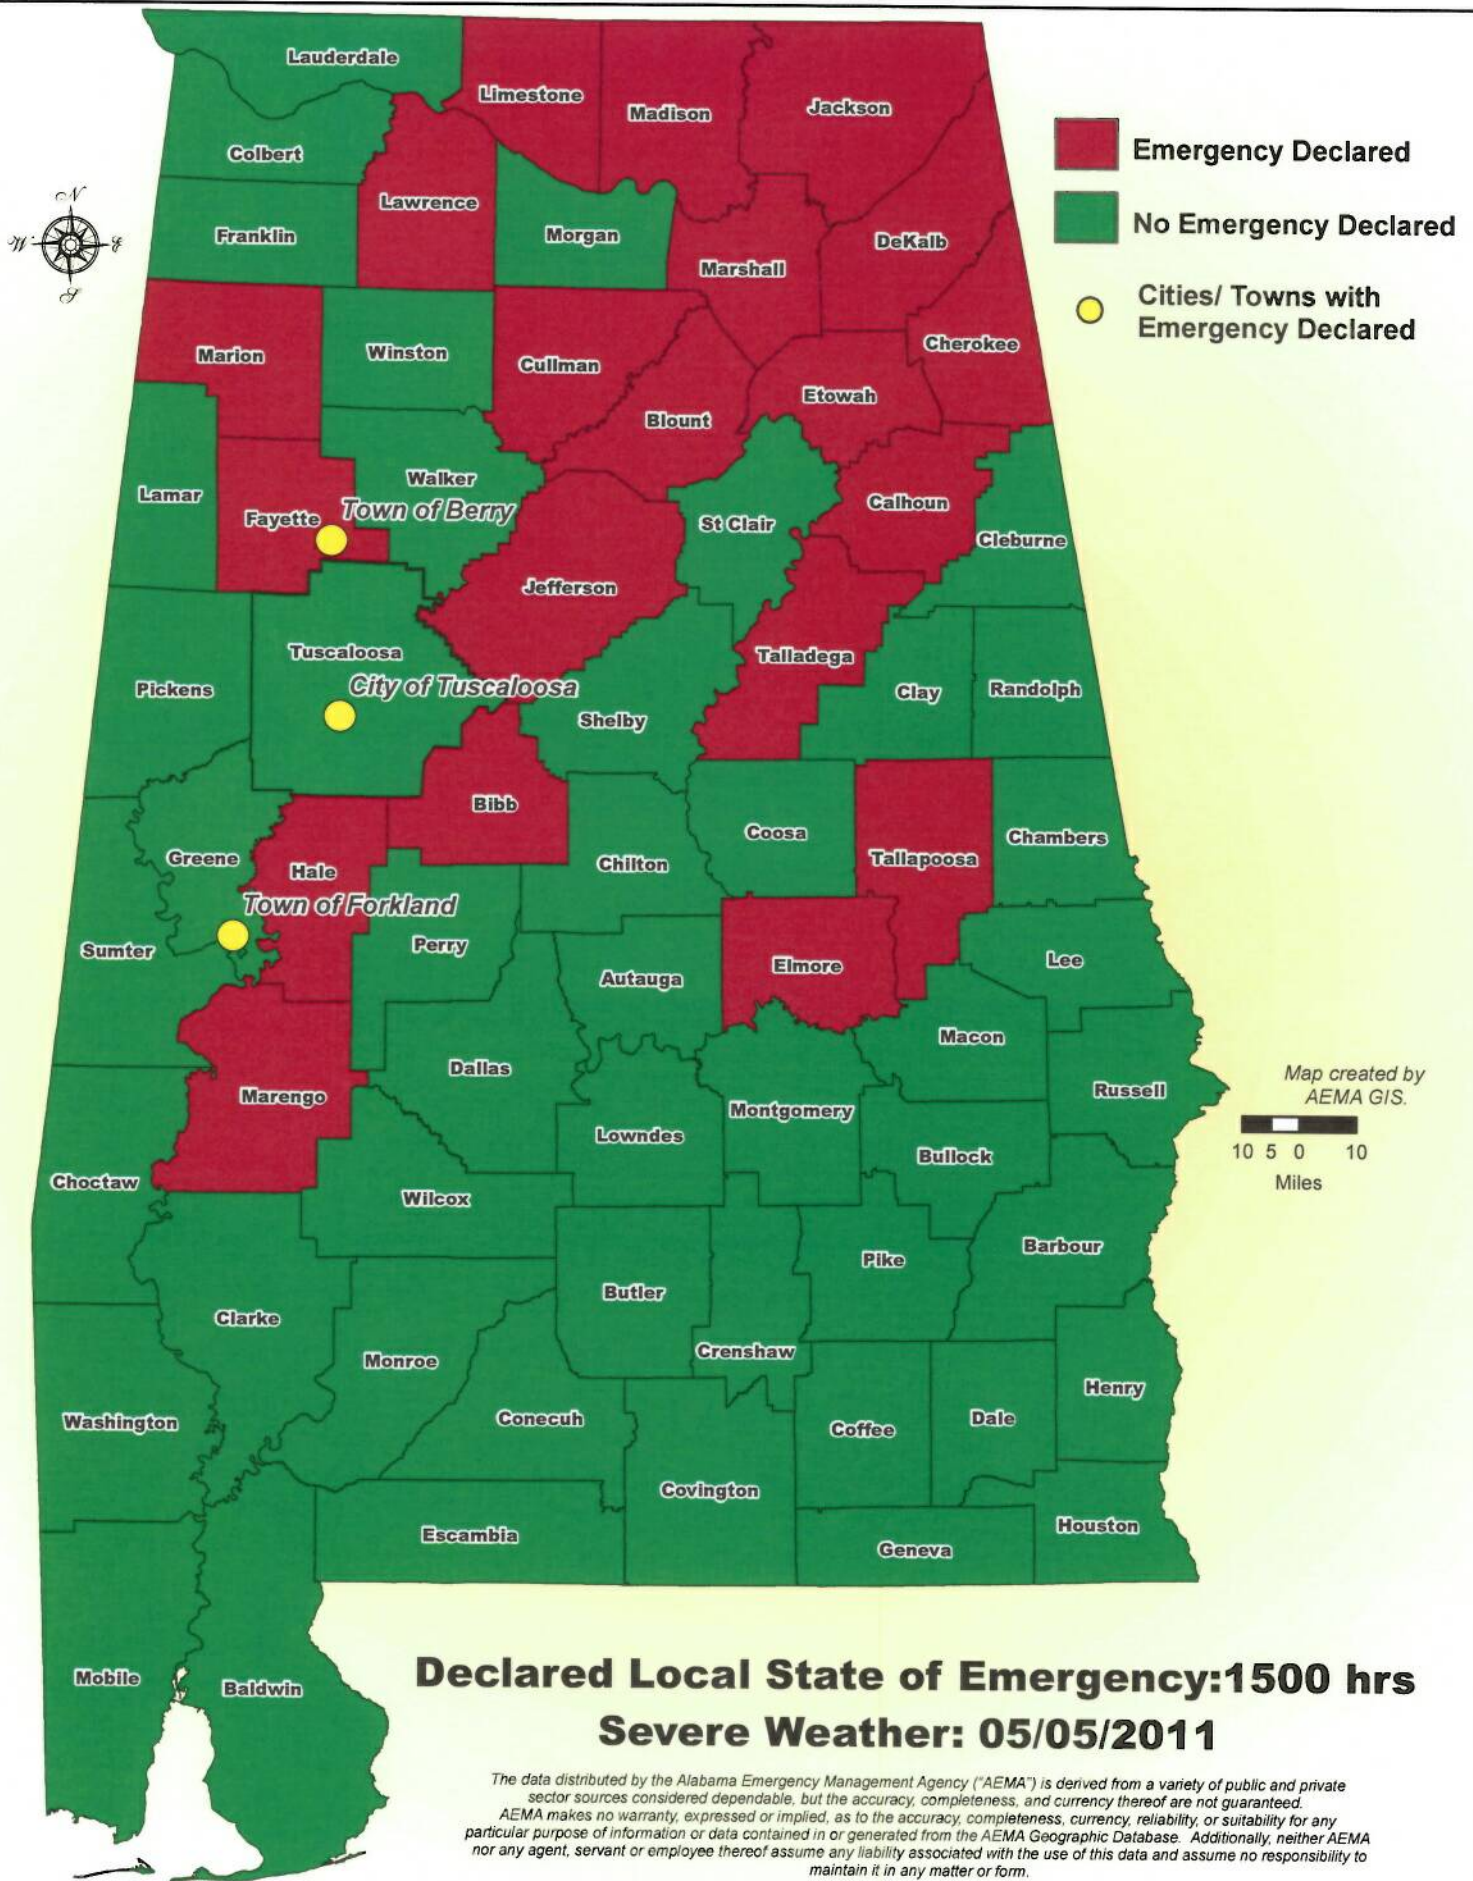 Lauderdale
Limestone
Madison
Jackson
Colbert
Lawrence
Franklin
Morgan
DeKalb
Marshall
Marion
Winston
Cullman
Cherokee
Etowah
Blount
Walker
Lamar
Fayette
Town of Berry
St Clair
Calhoun
Cleburne
Jefferson
Tuscaloosa
City of Tuscaloosa
Talladega
Pickens
Shelby
Clay
Randolph
Bibb
Coosa
Chambers
Greene
Hale
Chilton
Tallapoosa
Town of Forkland
Sumter
Perry
Autauga
Elmore
Lee
Macon
Dallas
Marengo
Montgomery
Russell
Lowndes
Bullock
Choctaw
Wilcox
Barbour
Pike
Butler
Clarke
Monroe
Crenshaw
Henry
Washington
Conecuh
Coffee
Dale
Covington
Escambia
Geneva
Houston
Mobile
Baldwin
N
W
E
S
Emergency Declared
No Emergency Declared
Cities/ Towns with
Emergency Declared
Map created by
AEMA GIS.
10 5 0 10
Miles
Declared Local State of Emergency:1500 hrs
Severe Weather: 05/05/2011
The data distributed by the Alabama Emergency Management Agency ("AEMA") is derived from a variety of public and private
sector sources considered dependable, but the accuracy, completeness, and currency thereof are not guaranteed.
AEMA makes no warranty, expressed or implied, as to the accuracy, completeness, currency, reliability, or suitability for any
particular purpose of information or data contained in or generated from the AEMA Geographic Database. Additionally, neither AEMA
nor any agent, servant or employee thereof assume any liability associated with the use of this data and assume no responsibility to
maintain it in any matter or form.